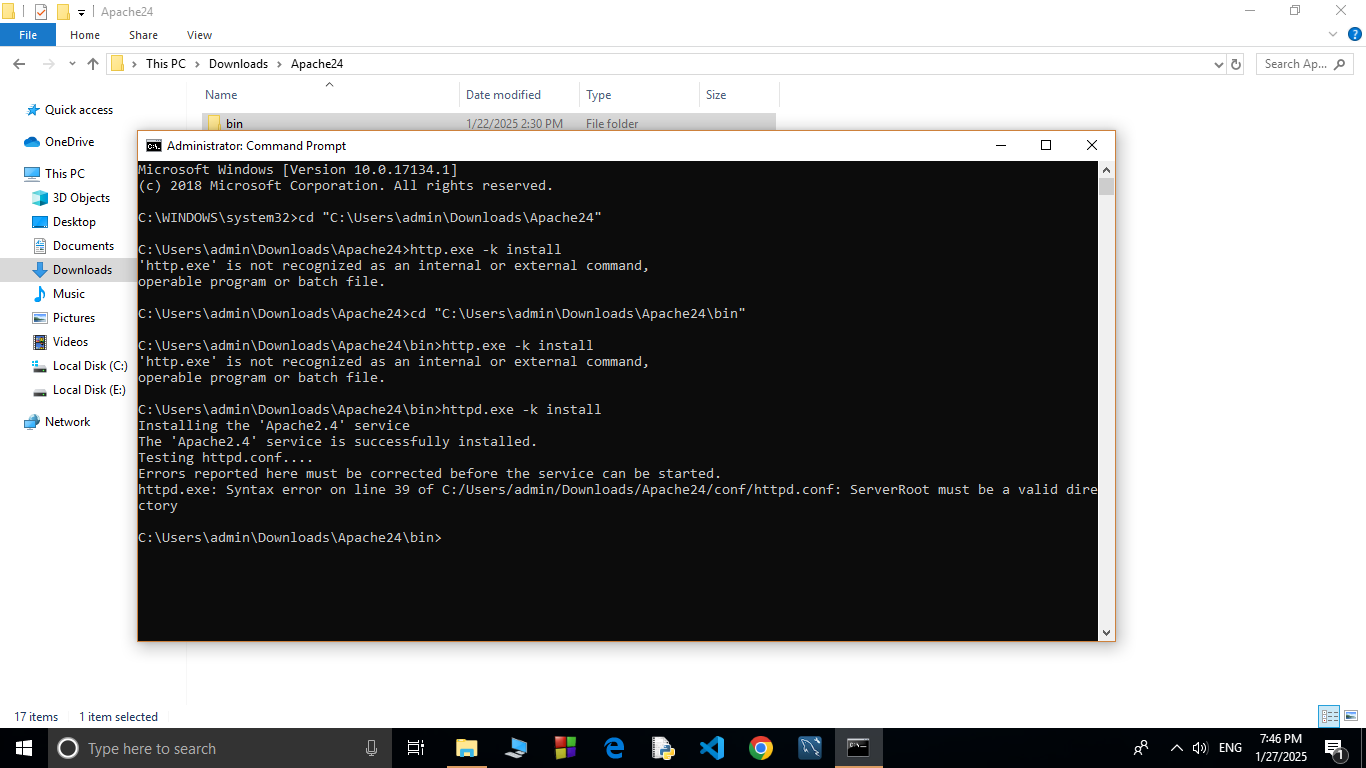 Apache24
File Home Share View
This PC Downloads Apache24
Search Ap...
Name Date modified Type Size
Quick access
OneDrive
This PC
3D Objects
Desktop
Documents
Downloads
Music
Pictures
Videos
Local Disk (C:)
Local Disk (E:)
Network
bin 1/22/2025 2:30 PM File folder
Administrator: Command Prompt
Microsoft Windows [Version 10.0.17134.1]
(c) 2018 Microsoft Corporation. All rights reserved.
C:\WINDOWS\system32>cd "C:\Users\admin\Downloads\Apache24"
C:\Users\admin\Downloads\Apache24>http.exe -k install
'http.exe' is not recognized as an internal or external command,
operable program or batch file.
C:\Users\admin\Downloads\Apache24>cd "C:\Users\admin\Downloads\Apache24\bin"
C:\Users\admin\Downloads\Apache24\bin>http.exe -k install
'http.exe' is not recognized as an internal or external command,
operable program or batch file.
C:\Users\admin\Downloads\Apache24\bin>httpd.exe -k install
Installing the 'Apache2.4' service
The 'Apache2.4' service is successfully installed.
Testing httpd.conf....
Errors reported here must be corrected before the service can be started.
httpd.exe: Syntax error on line 39 of C:/Users/admin/Downloads/Apache24/conf/httpd.conf: ServerRoot must be a valid dire
ctory
C:\Users\admin\Downloads\Apache24\bin>
17 items 1 item selected
Type here to search
ENG
7:46 PM
1/27/2025
1